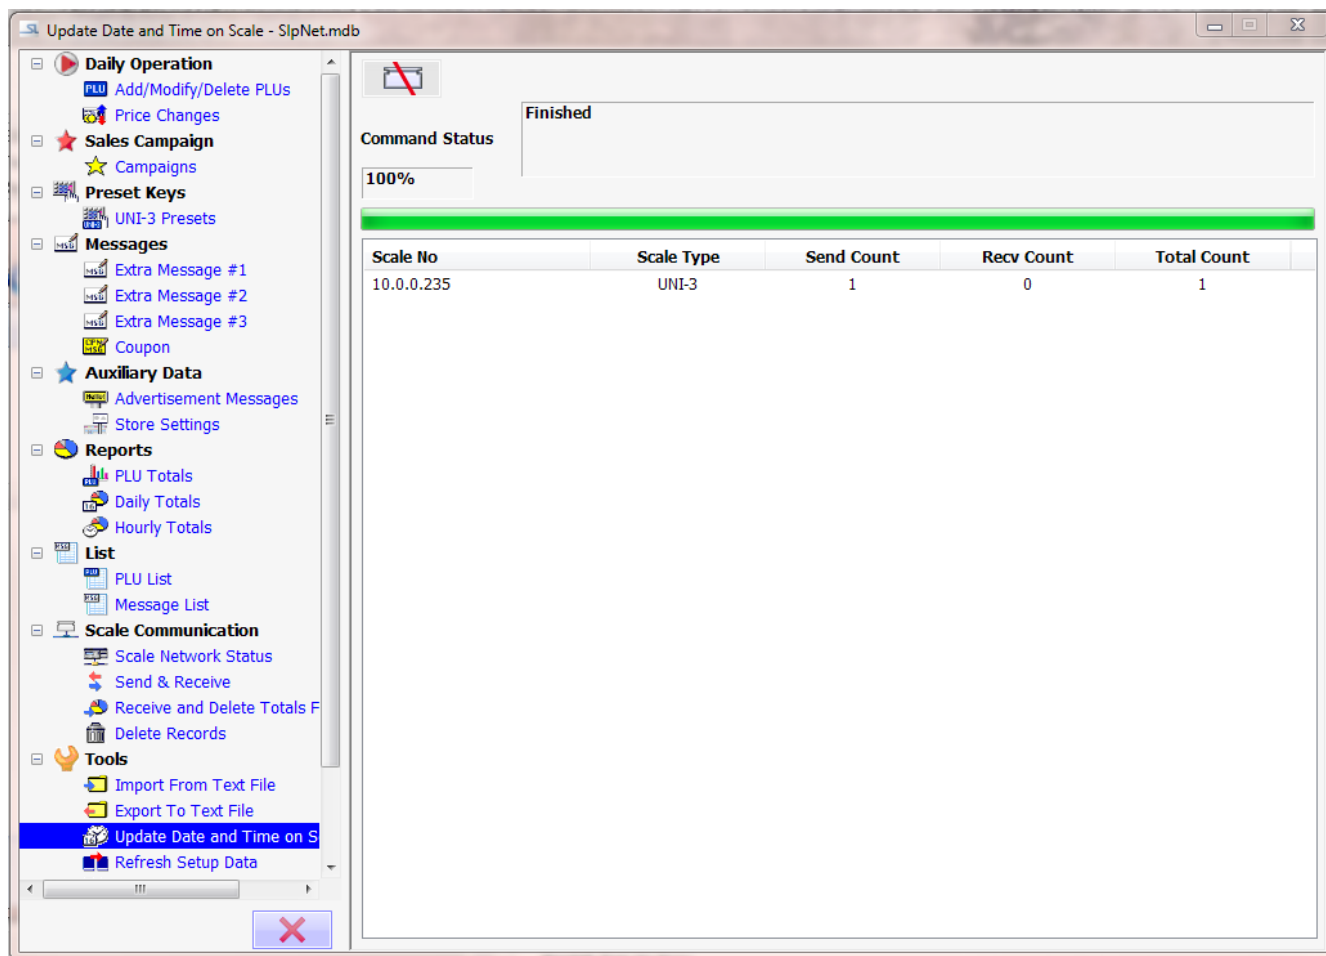 Update Date and Time on Scale - SlpNet.mdb
Daily Operation
Add/Modify/Delete PLUs
Price Changes
Sales Campaign
Campaigns
Preset Keys
UNI-3 Presets
Messages
Extra Message #1
Extra Message #2
Extra Message #3
Coupon
Auxiliary Data
Advertisement Messages
Store Settings
Reports
PLU Totals
Daily Totals
Hourly Totals
List
PLU List
Message List
Scale Communication
Scale Network Status
Send & Receive
Receive and Delete Totals F
Delete Records
Tools
Import From Text File
Export To Text File
Update Date and Time on S
Refresh Setup Data
Finished
Command Status
100%
Scale No Scale Type Send Count Recv Count Total Count
10.0.0.235 UNI-3 1 0 1